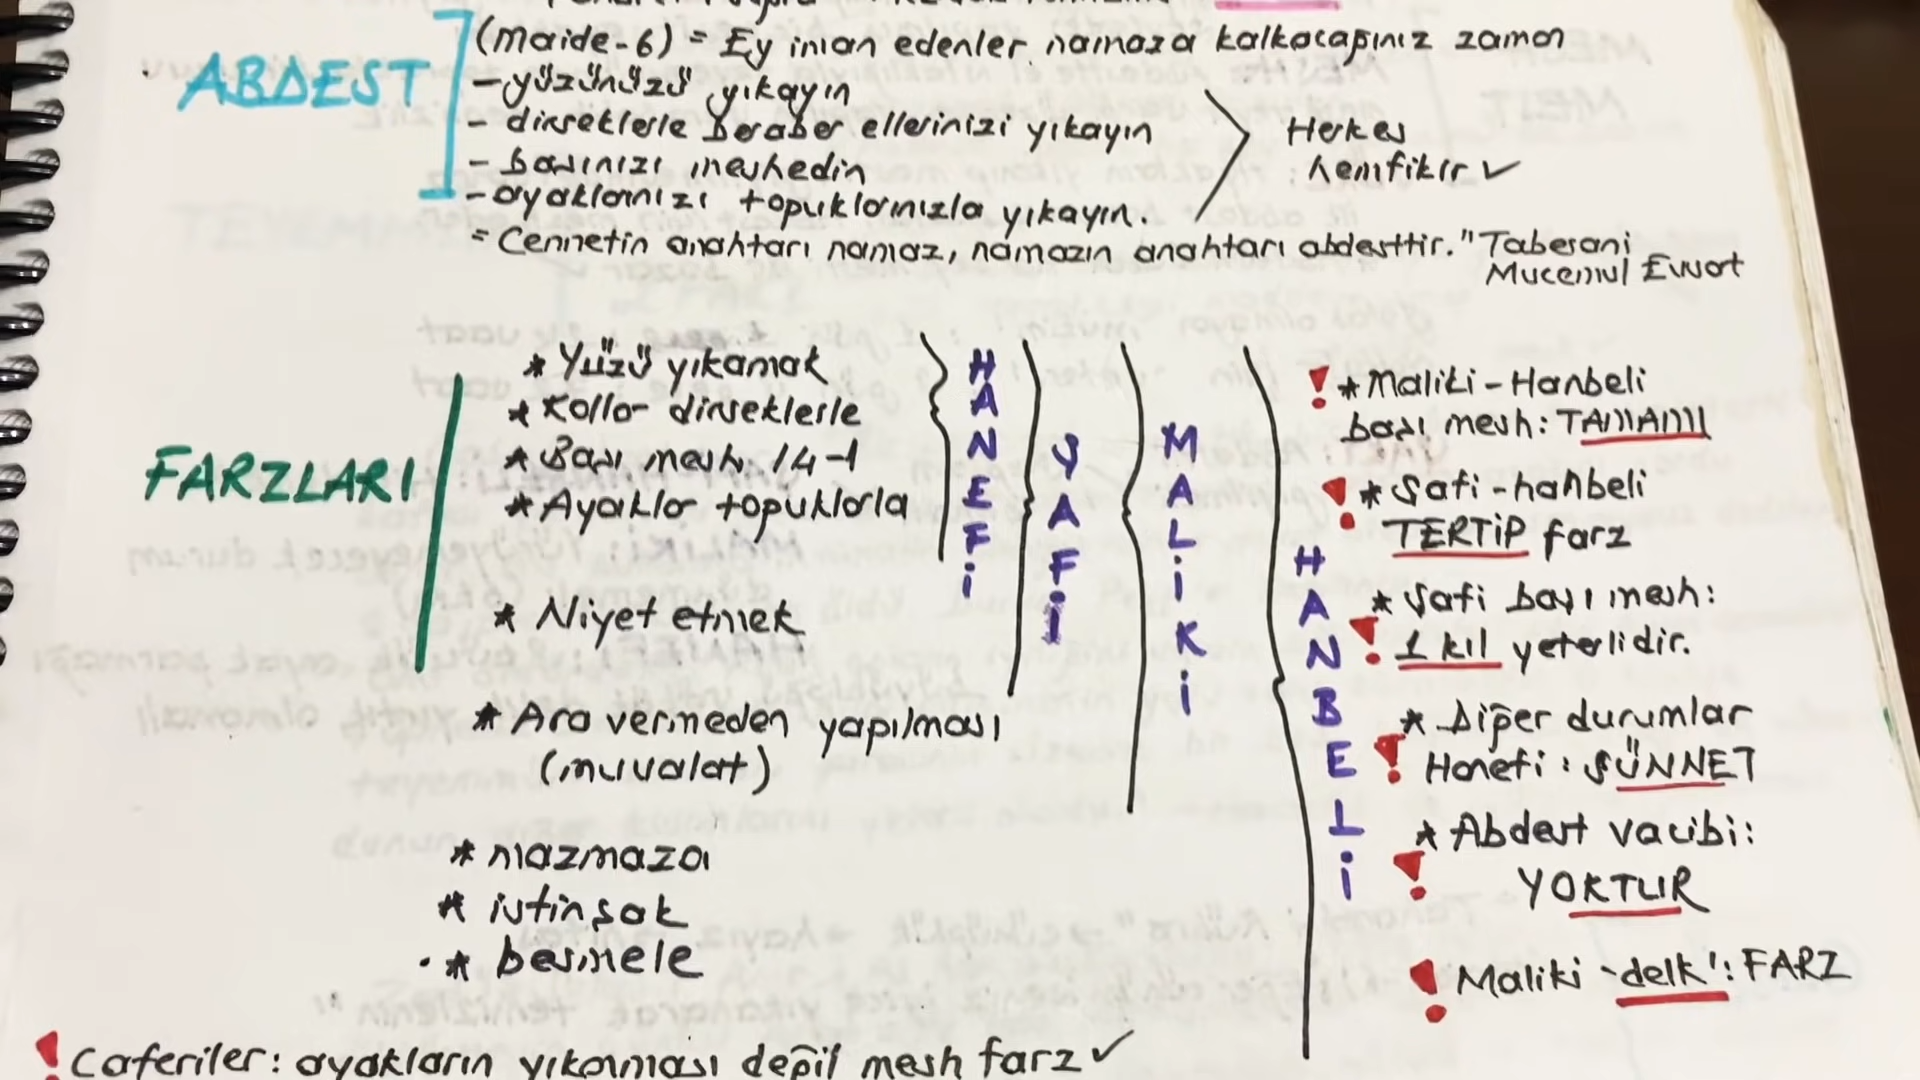 ABDEST
(Maide-6) = Ey iman edenler namaza kalkacağınız zaman
- yüzünüzü yıkayın
- dirseklerle beraber ellerinizi yıkayın
- başınızı meshedin
- ayaklarınızı topuklarınızla yıkayın.
Herkes
hemfikir ✓
= Cennetin anahtarı namaz, namazın anahtarı abdesttir." Taberani
Mucemul Evsat
FARZLARI
* Yüzü yıkamak
* Kollar dirseklerle
* Başı mesh 1/4-1
* Ayaklar topuklarla
* Niyet etmek
* Ara vermeden yapılması
(muvalat)
* mazmaza
* istinşak
* besmele
HANEFİ
ŞAFİ
MALİKİ
HANBELİ
! * Maliki - Hanbeli
başı mesh: TAMAMI
! * Şafi - hanbeli
TERTİP farz
* Şafi başı mesh:
! 1 kıl yeterlidir.
* Diğer durumlar
! Hanefi: SÜNNET
* Abdest vacibi:
! YOKTUR
! Maliki - delk': FARZ
! Caferiler: ayakların yıkanması değil mesh farz ✓